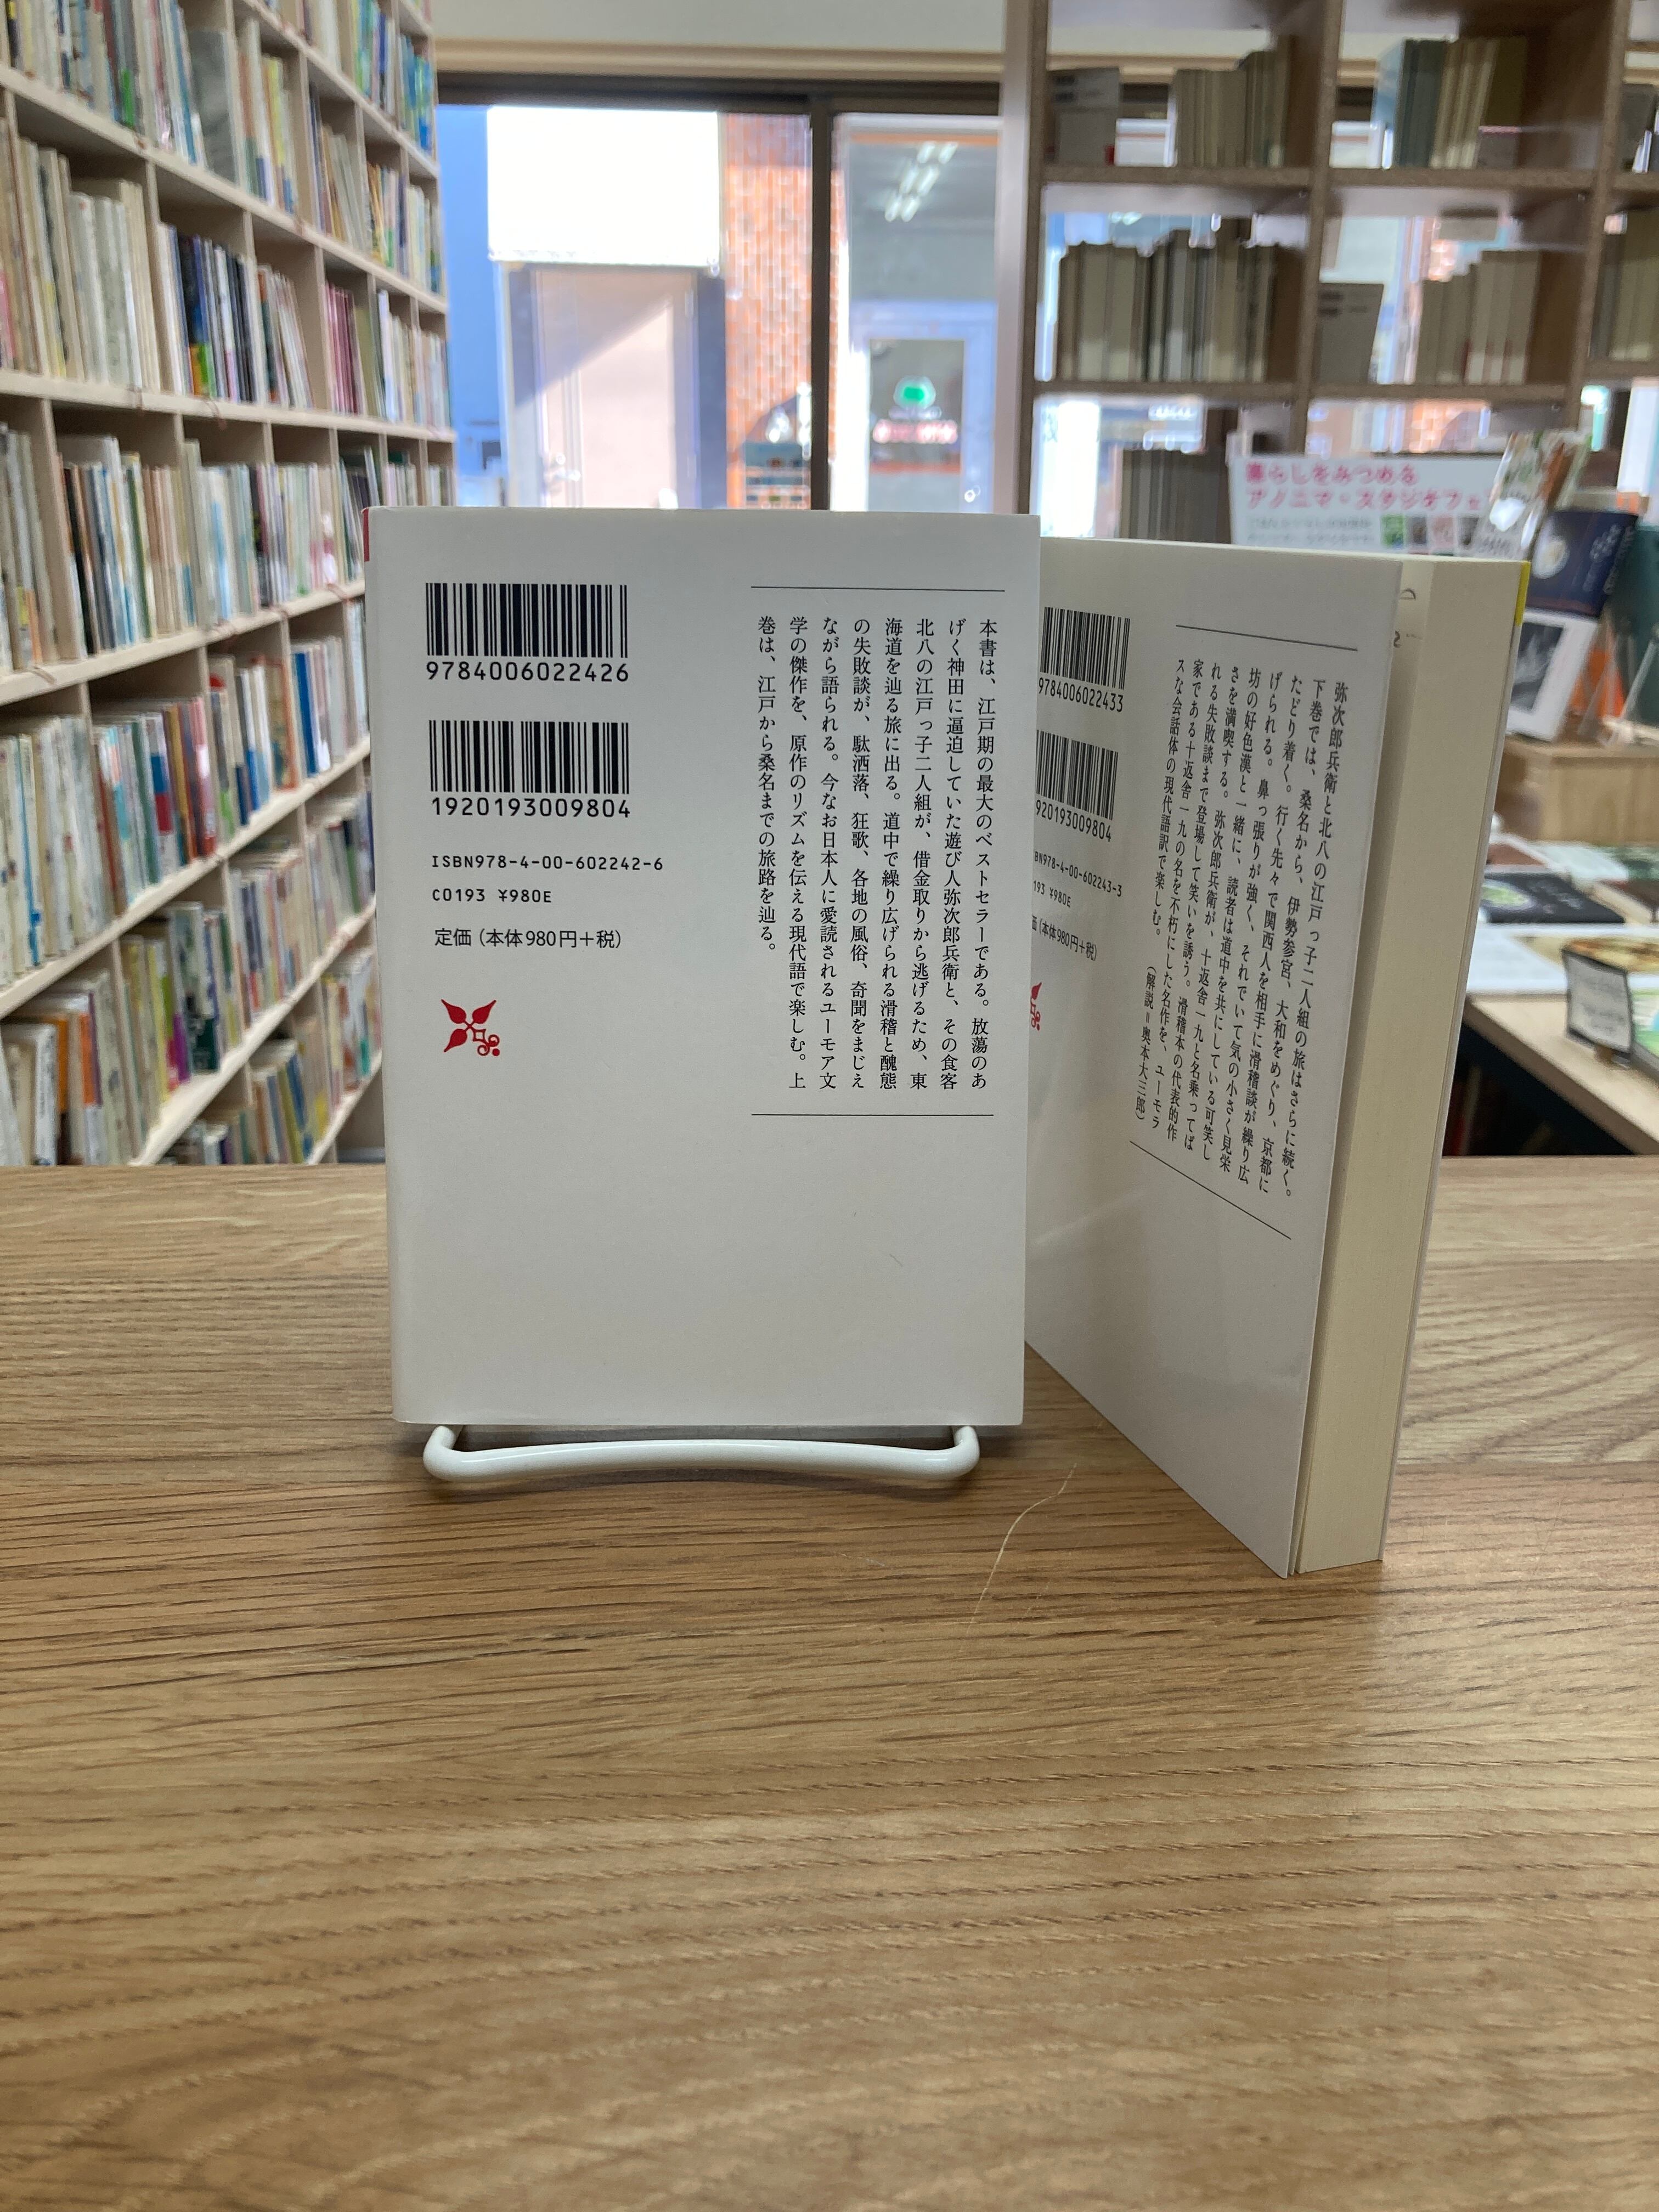 9784006022426
1920193009804
ISBN978-4-00-602242-6
C0193 ¥980E
定価（本体980円＋税）
本書は、江戸期の最大のベストセラーである。放蕩のあ
げく神田に逼迫していた遊び人弥次郎兵衛と、その食客
北八の江戸っ子二人組が、借金取りから逃げるため、東
海道を辿る旅に出る。道中で繰り広げられる滑稽と醜態
の失敗談が、駄洒落、狂歌、各地の風俗、奇聞をまじえ
ながら語られる。今なお日本人に愛読されるユーモア文
学の傑作を、原作のリズムを伝える現代語で楽しむ。上
巻は、江戸から桑名までの旅路を辿る。
9784006022433
920193009804
BN978-4-00-602243-3
193 ¥980E
価（本体980円＋税）
弥次郎兵衛と北八の江戸っ子二人組の旅はさらに続く。
下巻では、桑名から、伊勢参宮、大和をめぐり、京都に
たどり着く。行く先々で関西人を相手に滑稽談が繰り広
げられる。鼻っ張りが強く、それでいて気の小さく見栄
坊の好色漢と一緒に、読者は道中を共にしている可笑し
さを満喫する。弥次郎兵衛が、十返舎一九と名乗ってば
れる失敗談まで登場して笑いを誘う。滑稽本の代表的作
家である十返舎一九の名を不朽にした名作を、ユーモラ
スな会話体の現代語訳で楽しむ。
（解説＝奥本大三郎）
暮らしをみつめる
アノニマ・スタジオフェ